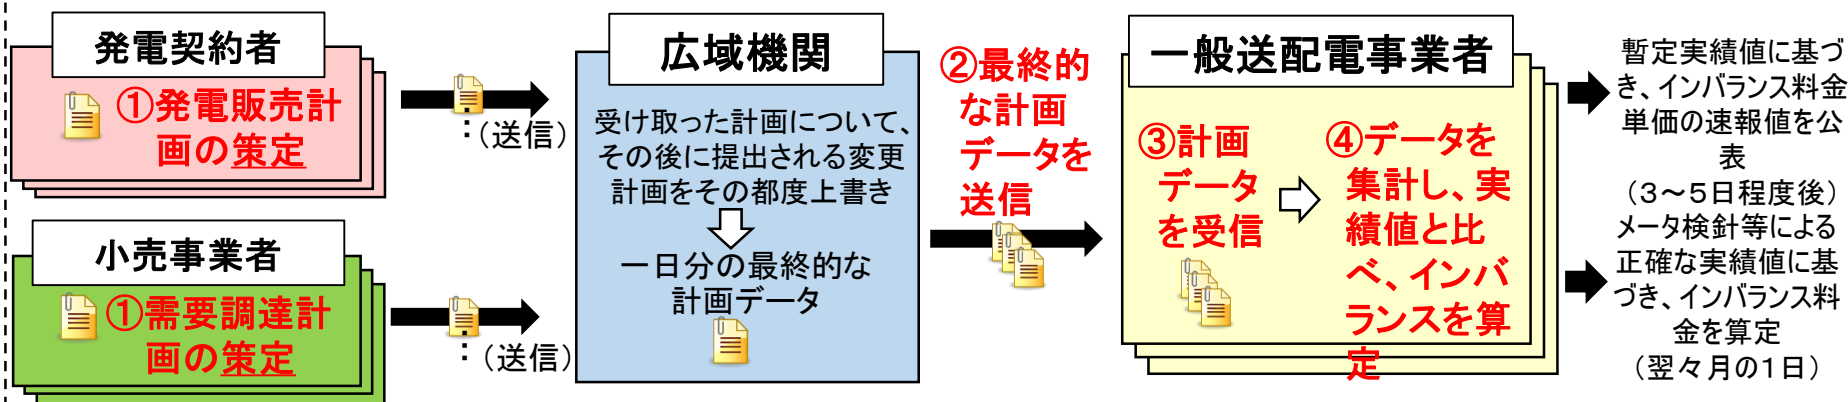 発電契約者
①発電販売計
画の策定
：(送信)
小売事業者
①需要調達計
画の策定
：(送信)
広域機関
受け取った計画について、
その後に提出される変更
計画をその都度上書き
一日分の最終的な
計画データ
②最終的
な計画
データを
送信
一般送配電事業者
③計画
データ
を受信
④データを
集計し、実
績値と比
べ、インバ
ランスを算
定
暫定実績値に基づ
き、インバランス料金
単価の速報値を公
表
（３～５日程度後）
メータ検針等による
正確な実績値に基
づき、インバランス料
金を算定
（翌々月の１日）